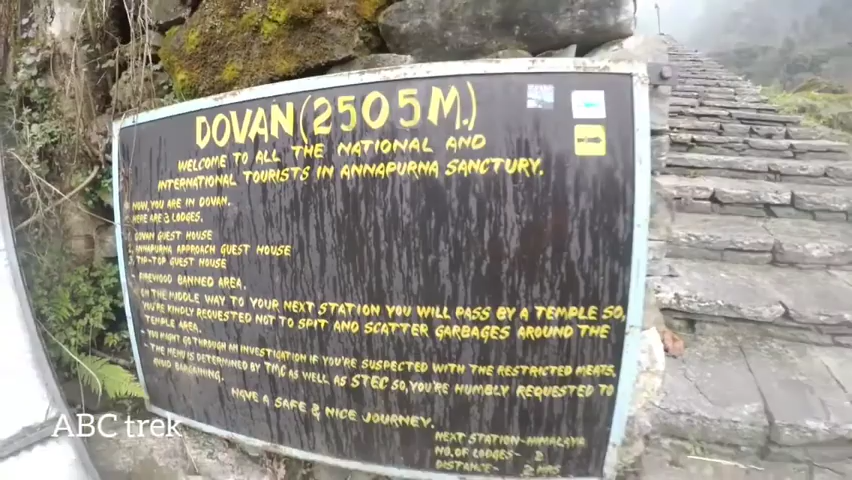 DOVAN (2505 M.)
WELCOME TO ALL THE NATIONAL AND
INTERNATIONAL TOURISTS IN ANNAPURNA SANCTURY.
NOW, YOU ARE IN DOVAN.
HERE ARE 3 LODGES.
DOVAN GUEST HOUSE
2. ANNAPURNA APPROACH GUEST HOUSE
3. TIP-TOP GUEST HOUSE
FIREWOOD BANNED AREA.
ON THE MIDDLE WAY TO YOUR NEXT STATION YOU WILL PASS BY A TEMPLE SO,
YOU'RE KINDLY REQUESTED NOT TO SPIT AND SCATTER GARBAGES AROUND THE
TEMPLE AREA.
YOU MIGHT GO THROUGH AN INVESTIGATION IF YOU'RE SUSPECTED WITH THE RESTRICTED MEATS.
THE MENU IS DETERMINED BY TMC AS WELL AS STEC SO, YOU'RE HUMBLY REQUESTED TO
AVOID BARGAINING.
HAVE A SAFE & NICE JOURNEY.
NEXT STATION - HIMALAYA
NO. OF LODGES - 2
DISTANCE - 2 HRS
ABC trek